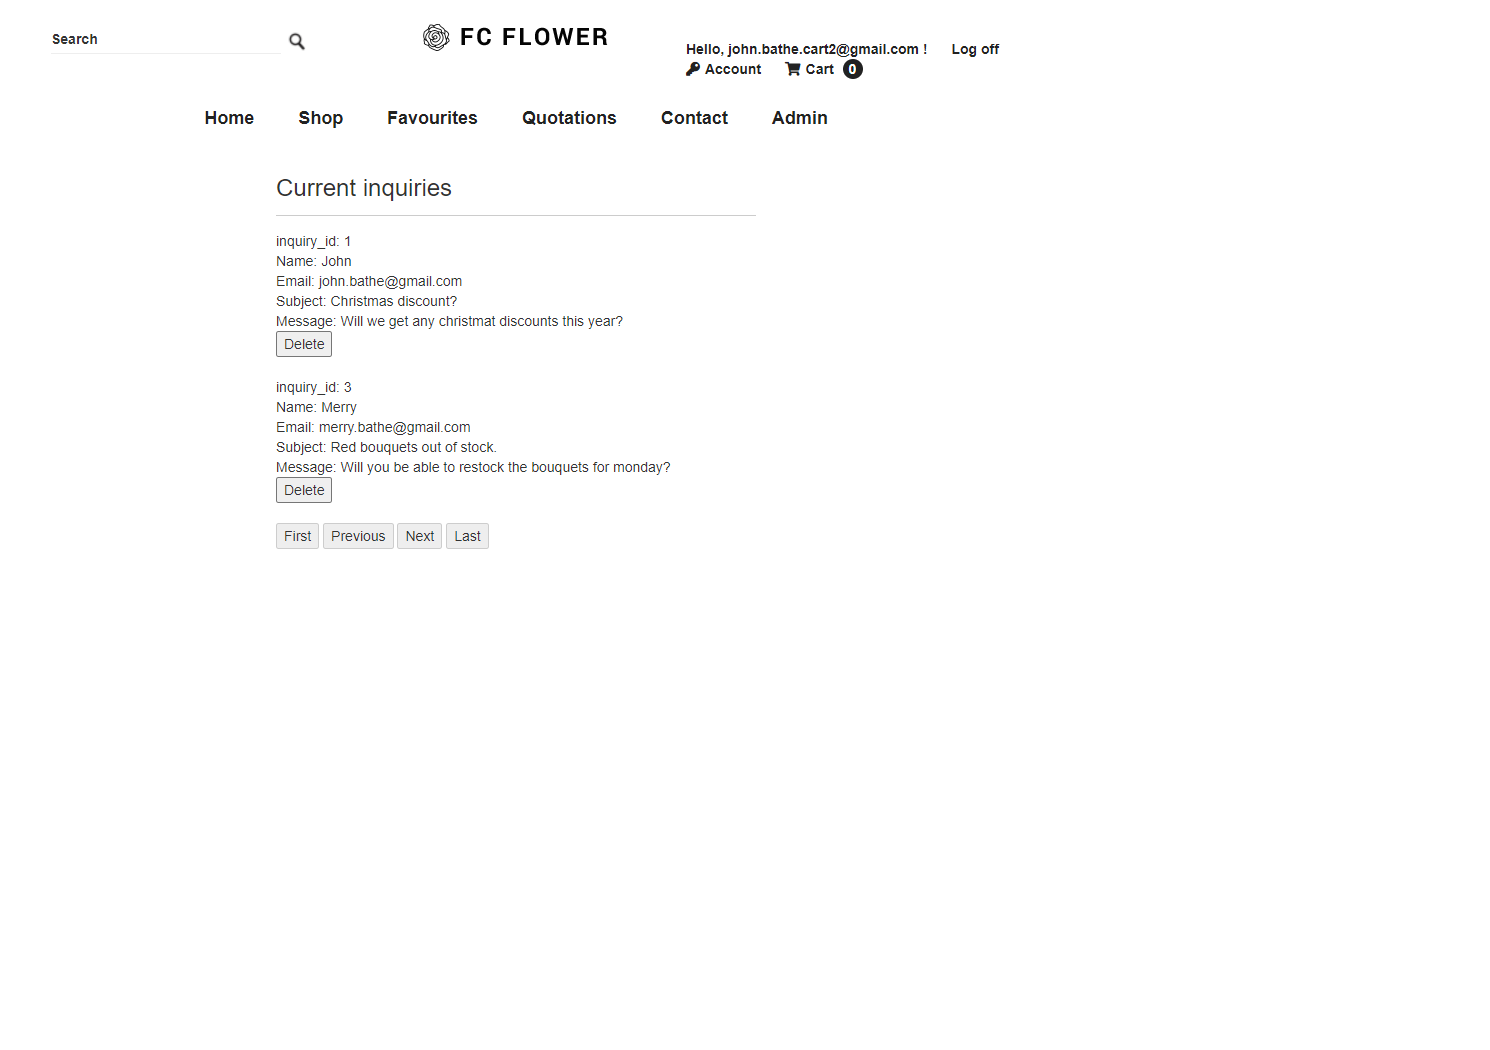 Search
FC FLOWER
Hello, john.bathe.cart2@gmail.com ! Log off
Account Cart 0
Home Shop Favourites Quotations Contact Admin
Current inquiries
inquiry_id: 1
Name: John
Email: john.bathe@gmail.com
Subject: Christmas discount?
Message: Will we get any christmat discounts this year?
Delete
inquiry_id: 3
Name: Merry
Email: merry.bathe@gmail.com
Subject: Red bouquets out of stock.
Message: Will you be able to restock the bouquets for monday?
Delete
First Previous Next Last